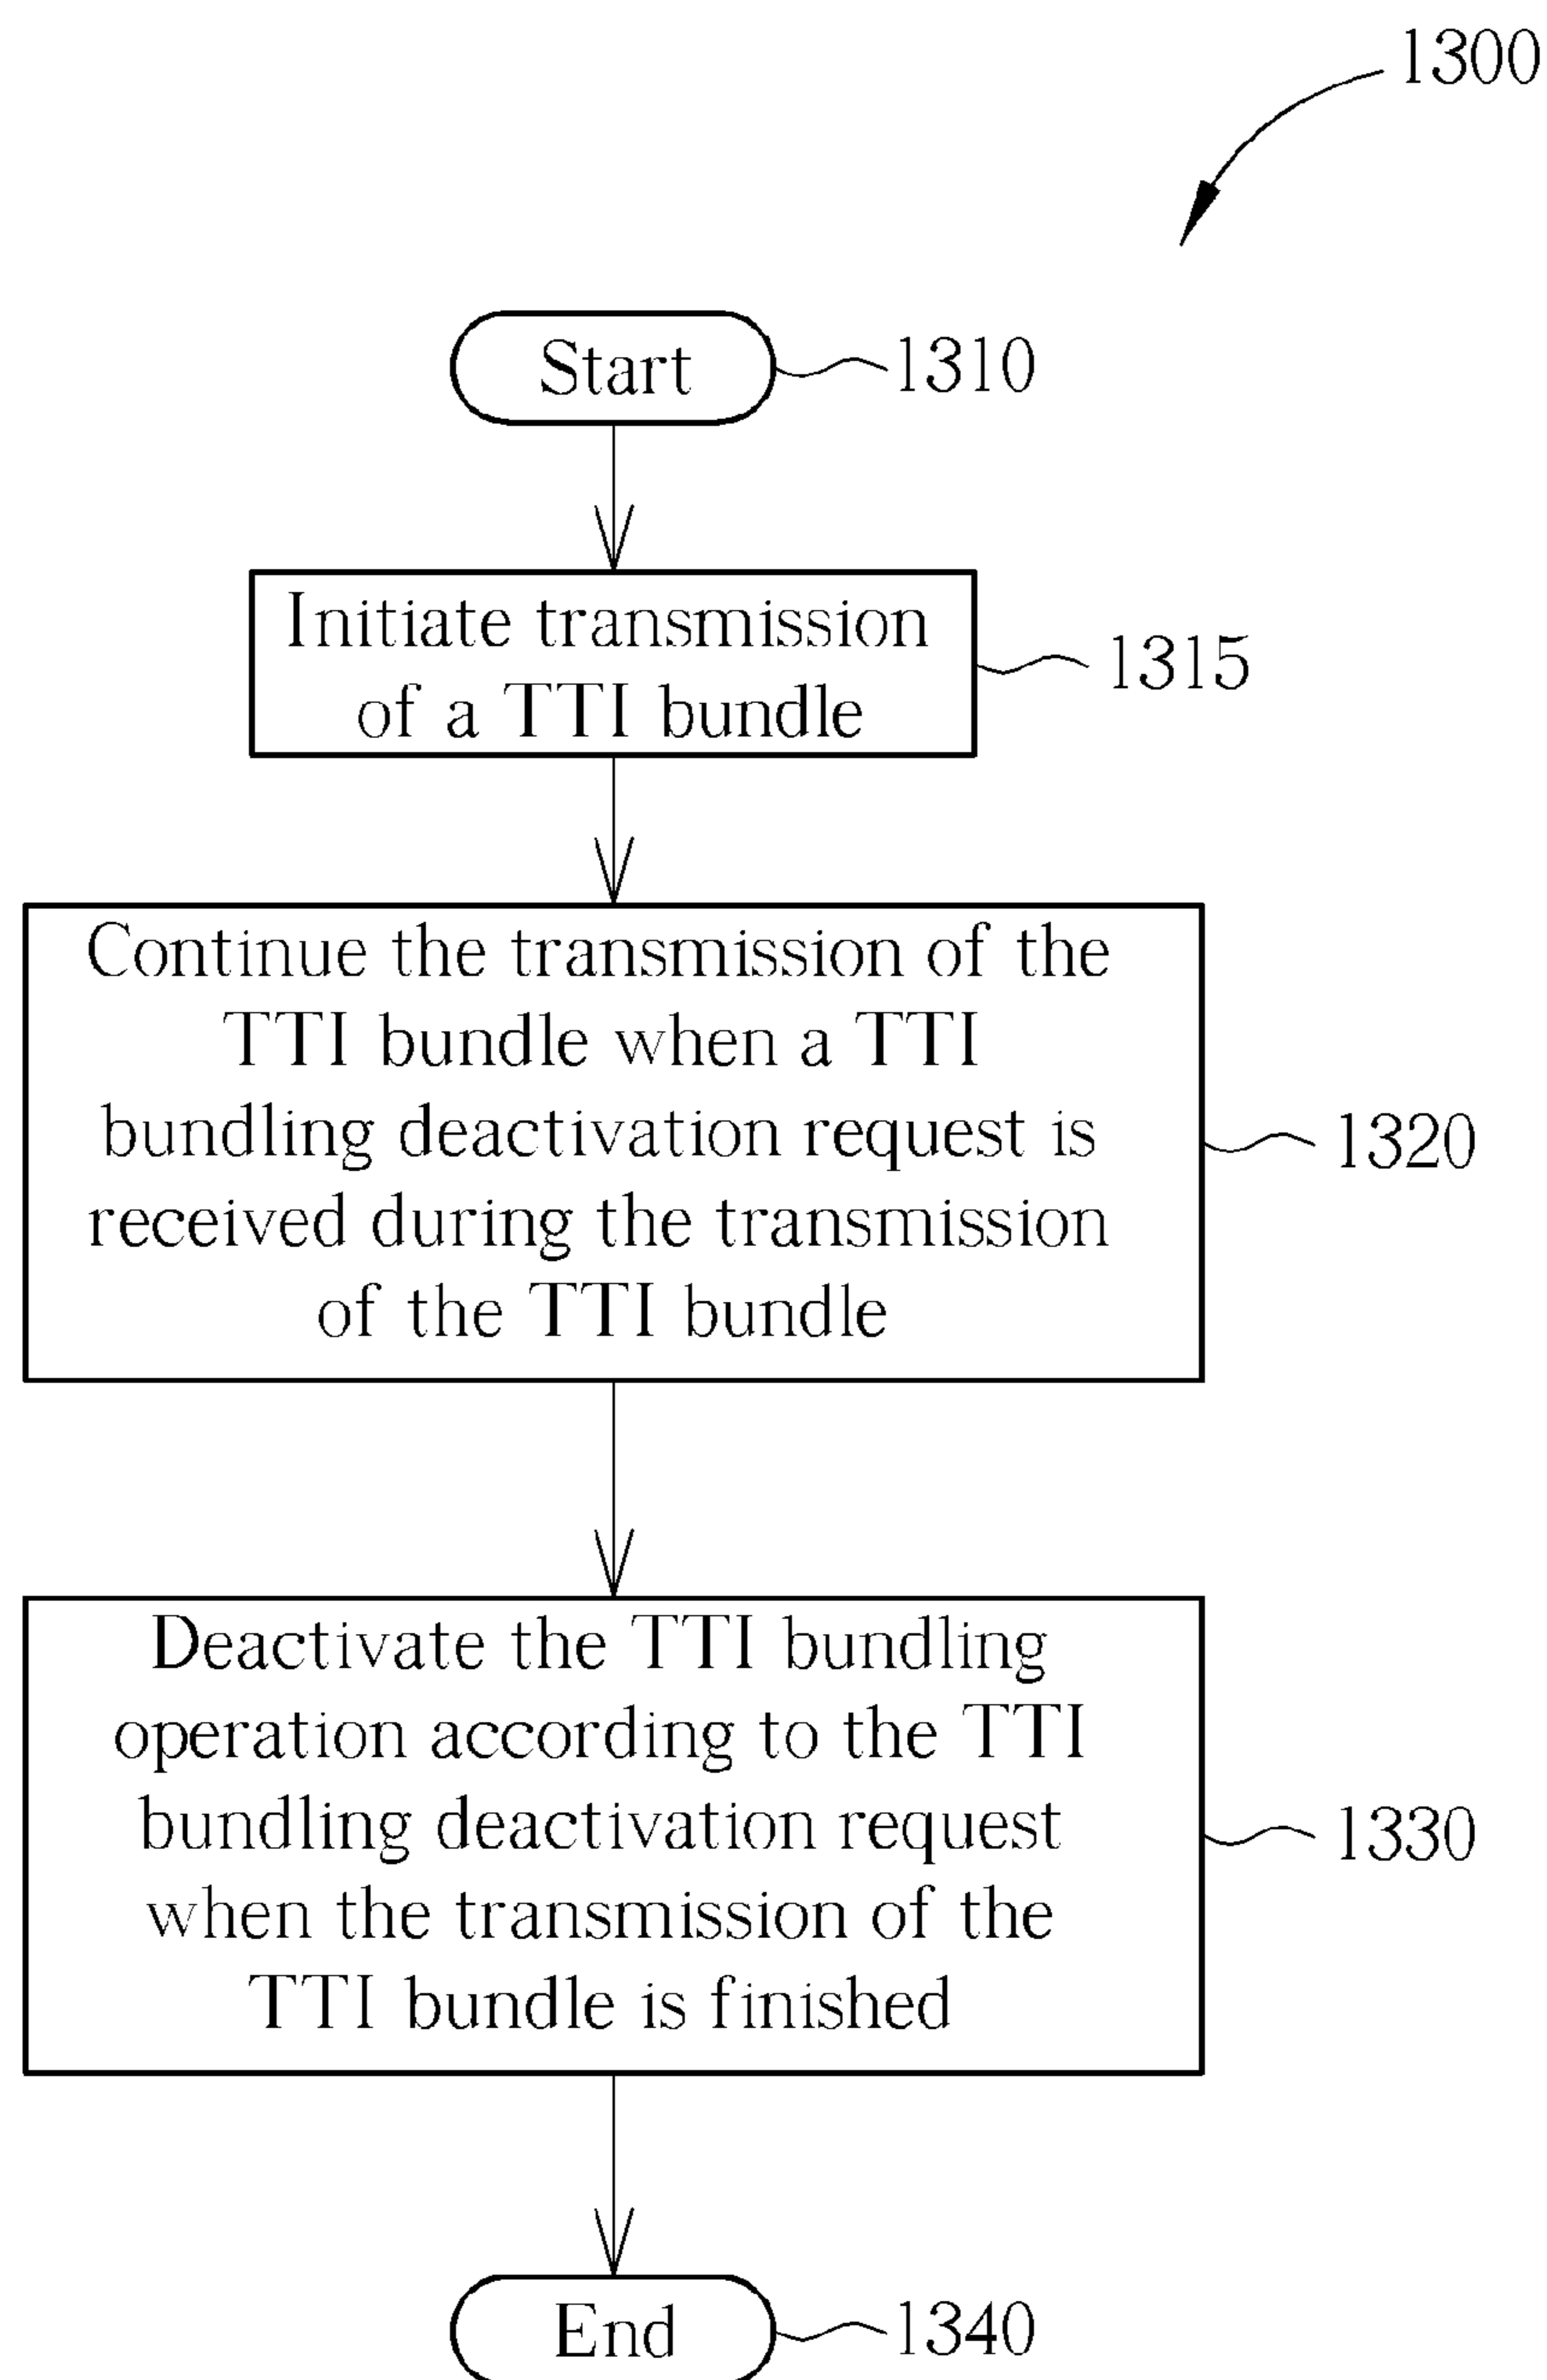 1300
Start
1310
Initiate transmission
of a TTI bundle
1315
Continue the transmission of the
TTI bundle when a TTI
bundling deactivation request is
received during the transmission
of the TTI bundle
1320
Deactivate the TTI bundling
operation according to the TTI
bundling deactivation request
when the transmission of the
TTI bundle is finished
1330
End
1340